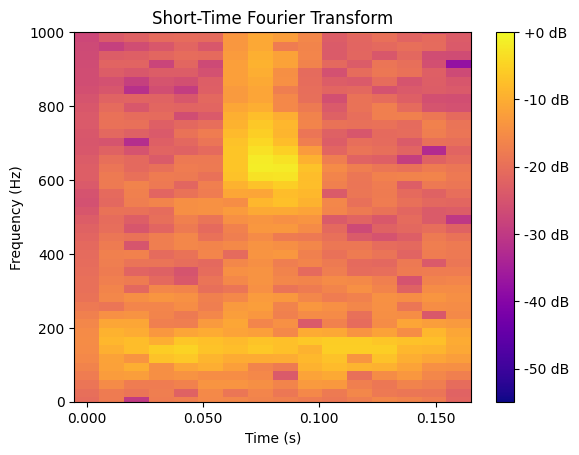 Short-Time Fourier Transform
1000
800
600
400
200
0
Frequency (Hz)
0.000
0.050
0.100
0.150
Time (s)
+0 dB
-10 dB
-20 dB
-30 dB
-40 dB
-50 dB